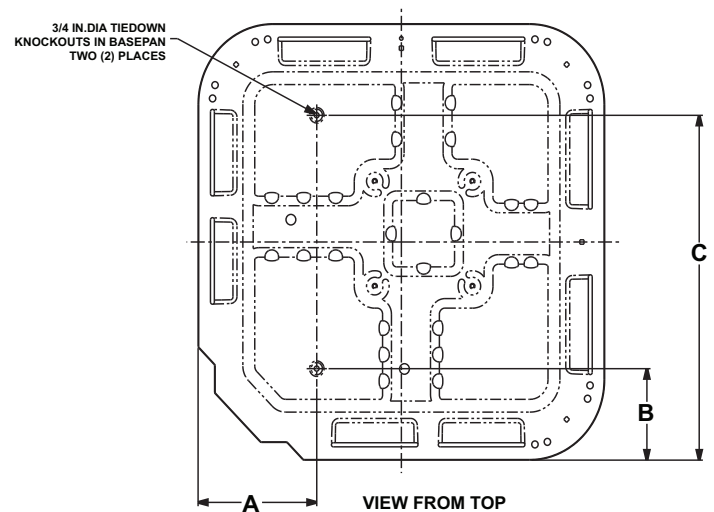 3/4 IN.DIA TIEDOWN
KNOCKOUTS IN BASEPAN
TWO (2) PLACES
C
B
A
VIEW FROM TOP